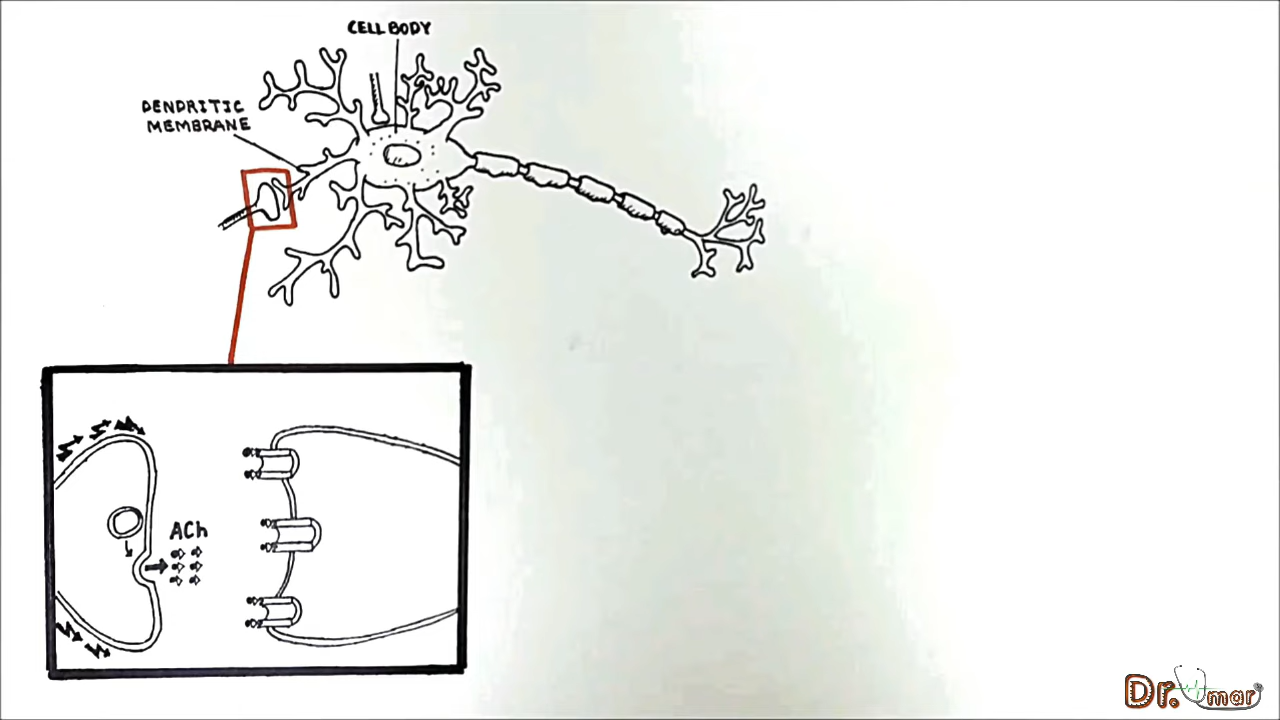 CELL BODY
DENDRITIC
MEMBRANE
ACh
Dr. Umar